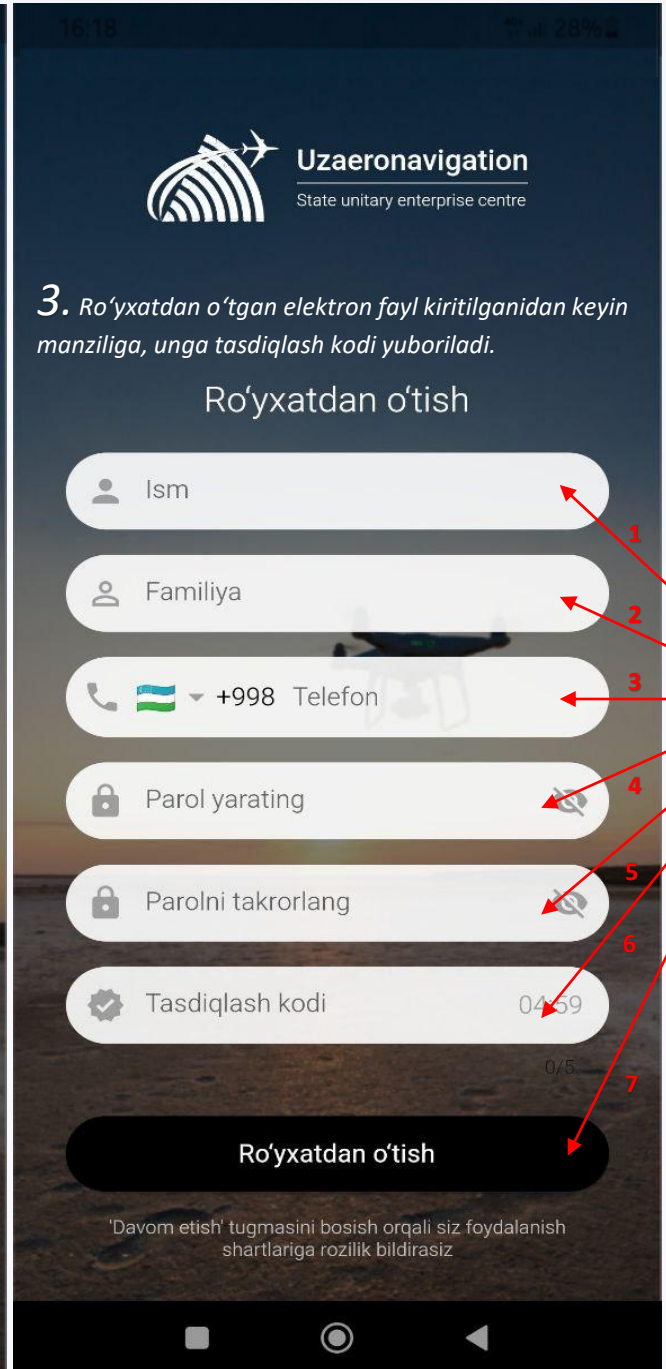 16:18 28%
Uzaeronavigation
State unitary enterprise centre
3. Ro‘yxatdan o‘tgan elektron fayl kiritilganidan keyin
manziliga, unga tasdiqlash kodi yuboriladi.
Ro‘yxatdan o‘tish
Ism
1
Familiya
2
+998 Telefon
3
Parol yarating
4
Parolni takrorlang
5
6
Tasdiqlash kodi 04:59
0/5
7
Ro‘yxatdan o‘tish
'Davom etish' tugmasini bosish orqali siz foydalanish
shartlariga rozilik bildirasiz